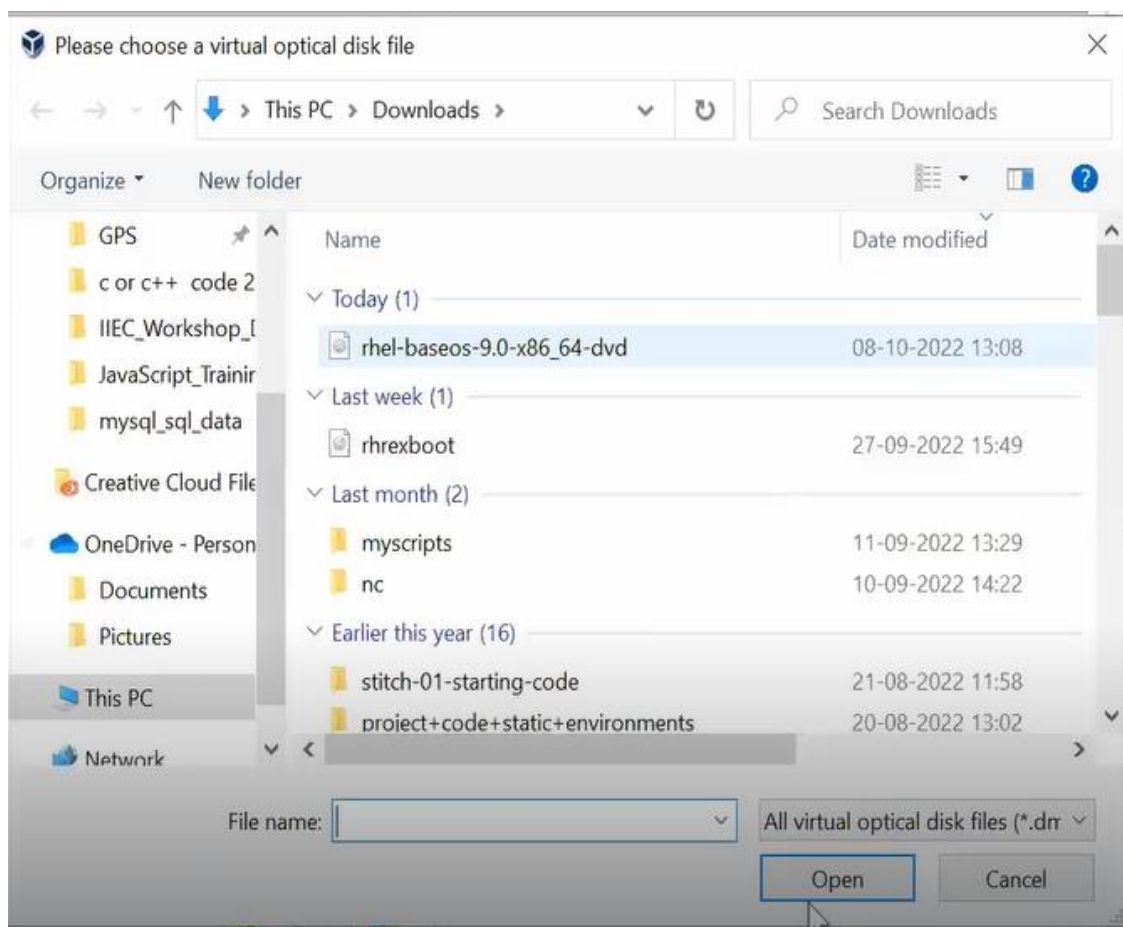 Please choose a virtual optical disk file
This PC > Downloads >
Search Downloads
Organize New folder
GPS
c or c++ code 2
IIEC_Workshop_D
JavaScript_Trainin
mysql_sql_data
Creative Cloud File
OneDrive - Person
Documents
Pictures
This PC
Network
Name Date modified
Today (1)
rhel-baseos-9.0-x86_64-dvd 08-10-2022 13:08
Last week (1)
rhrexboot 27-09-2022 15:49
Last month (2)
myscripts 11-09-2022 13:29
nc 10-09-2022 14:22
Earlier this year (16)
stitch-01-starting-code 21-08-2022 11:58
project+code+static+environments 20-08-2022 13:02
File name:
All virtual optical disk files (*.dm
Open Cancel